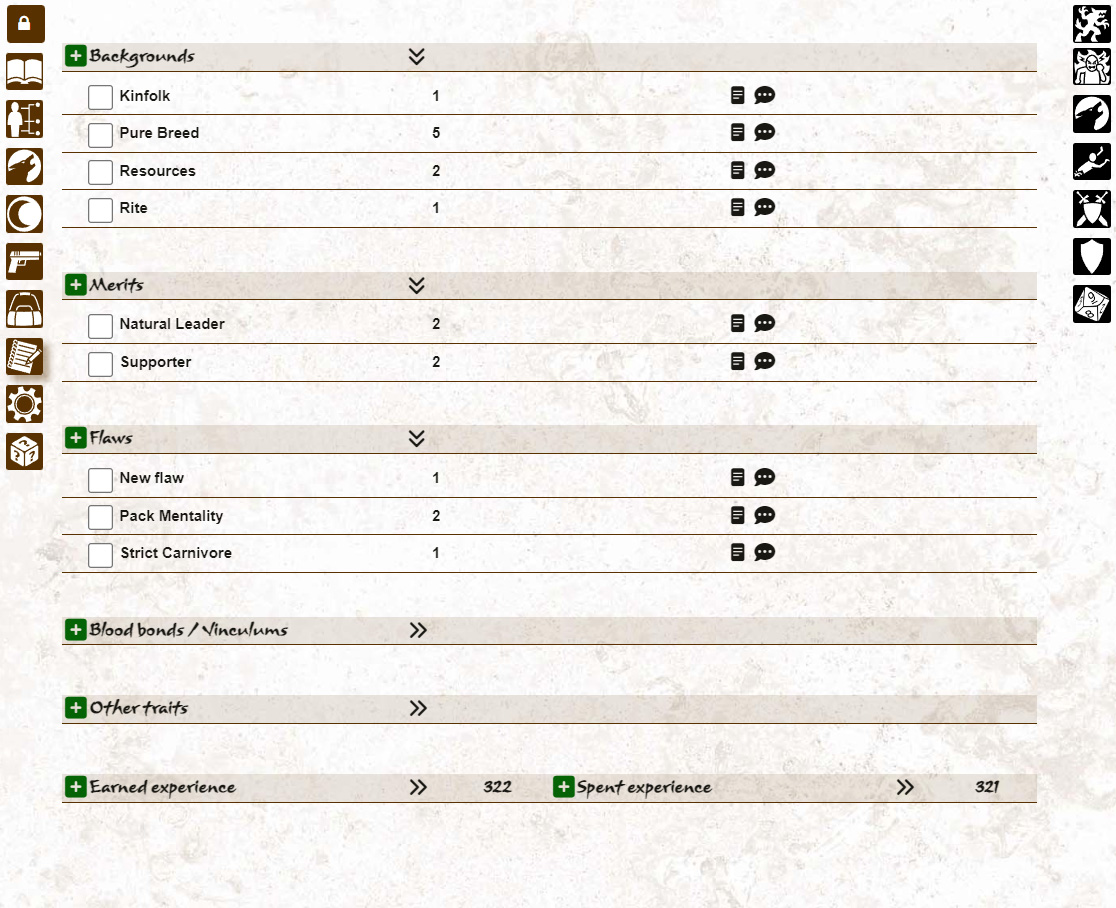 Backgrounds
Kinfolk 1
Pure Breed 5
Resources 2
Rite 1
Merits
Natural Leader 2
Supporter 2
Flaws
New flaw 1
Pack Mentality 2
Strict Carnivore 1
Blood bonds / Vinculums
Other traits
Earned experience 322 Spent experience 321